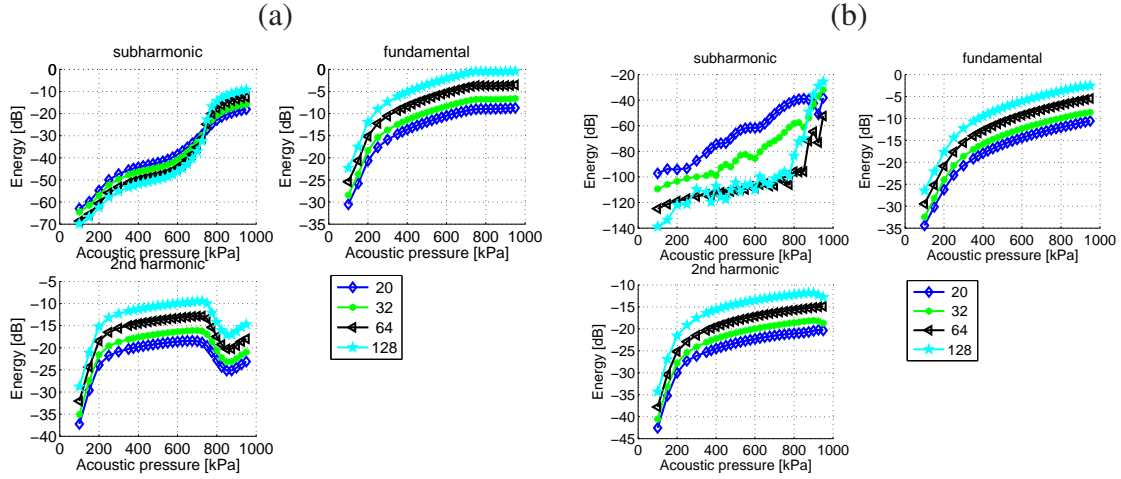 (a)
subharmonic
fundamental
Energy [dB]
0
−10
−20
−30
−40
−50
−60
−70
0 200 400 600 800 1000
Acoustic pressure [kPa]
Energy [dB]
0
−5
−10
−15
−20
−25
−30
−35
0 200 400 600 800 1000
Acoustic pressure [kPa]
2nd harmonic
Energy [dB]
−5
−10
−15
−20
−25
−30
−35
−40
0 200 400 600 800 1000
Acoustic pressure [kPa]
20
32
64
128
(b)
subharmonic
fundamental
Energy [dB]
−20
−40
−60
−80
−100
−120
−140
0 200 400 600 800 1000
Acoustic pressure [kPa]
Energy [dB]
0
−5
−10
−15
−20
−25
−30
−35
0 200 400 600 800 1000
Acoustic pressure [kPa]
2nd harmonic
Energy [dB]
−10
−15
−20
−25
−30
−35
−40
−45
0 200 400 600 800 1000
Acoustic pressure [kPa]
20
32
64
128